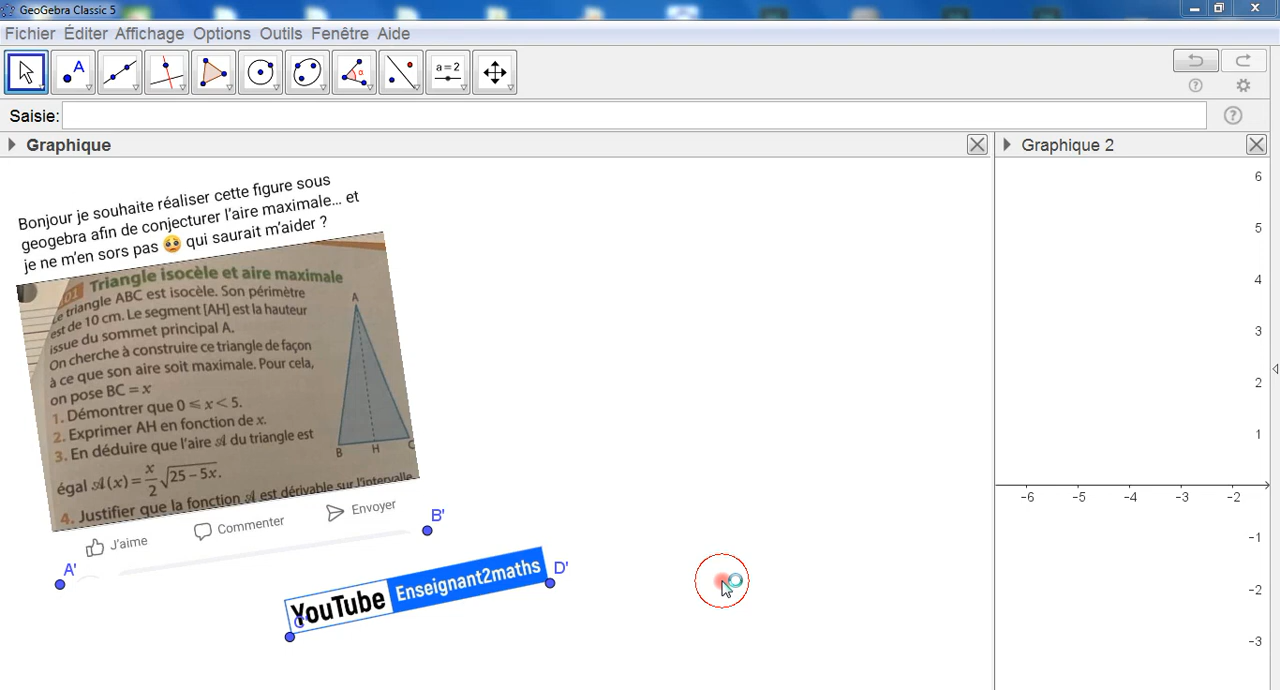 GeoGebra Classic 5
Fichier Éditer Affichage Options Outils Fenêtre Aide
A
α
a = 2
Saisie:
Graphique
Graphique 2
Bonjour je souhaite réaliser cette figure sous
geogebra afin de conjecturer l'aire maximale... et
je ne m'en sors pas 🥺 qui saurait m'aider ?
01 Triangle isocèle et aire maximale
Le triangle ABC est isocèle. Son périmètre
est de 10 cm. Le segment [AH] est la hauteur
issue du sommet principal A.
On cherche à construire ce triangle de façon
à ce que son aire soit maximale. Pour cela,
on pose BC = x
1. Démontrer que 0 ⩽ x < 5.
2. Exprimer AH en fonction de x.
3. En déduire que l'aire 𝒜 du triangle est
égal 𝒜(x) = x/2 √(25 – 5x).
4. Justifier que la fonction 𝒜 est dérivable sur l'intervalle
A
B
H
C
J'aime
Commenter
Envoyer
A'
B'
YouTube Enseignant2maths
C'
D'
6
5
4
3
2
1
-6 -5 -4 -3 -2
-1
-2
-3